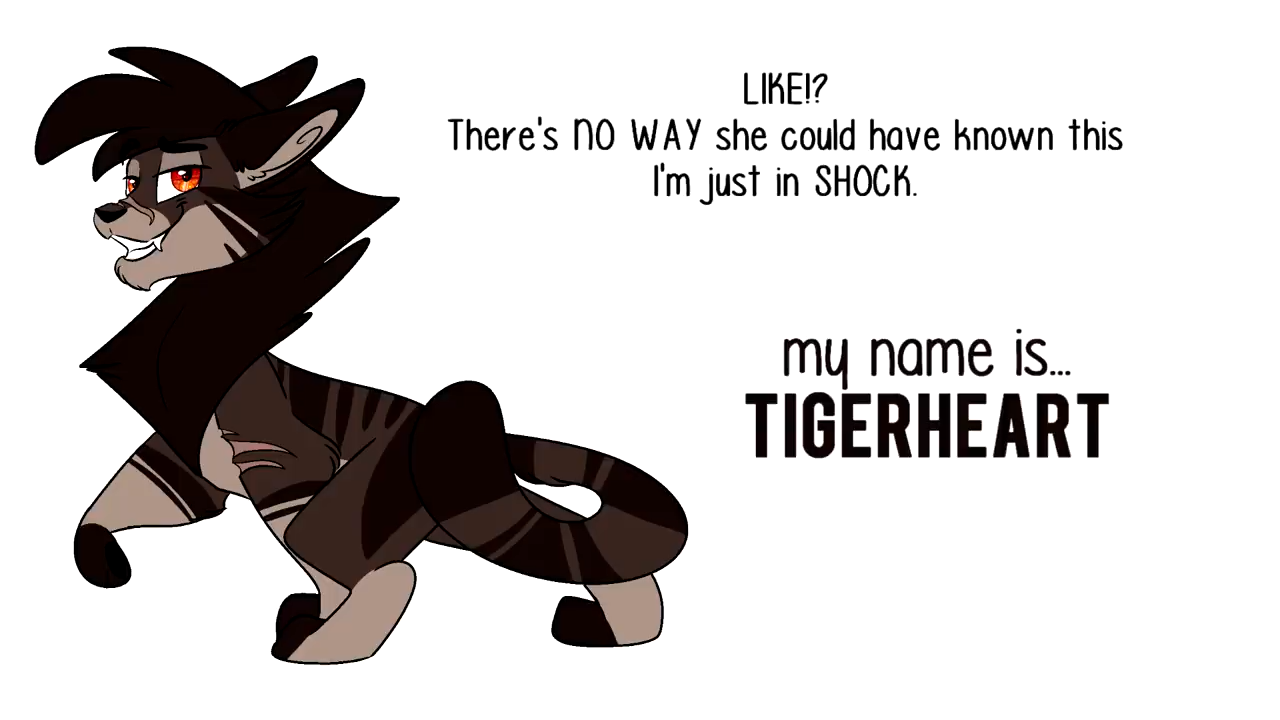 LIKE!?
There's NO WAY she could have known this
I'm just in SHOCK.
my name is...
TIGERHEART